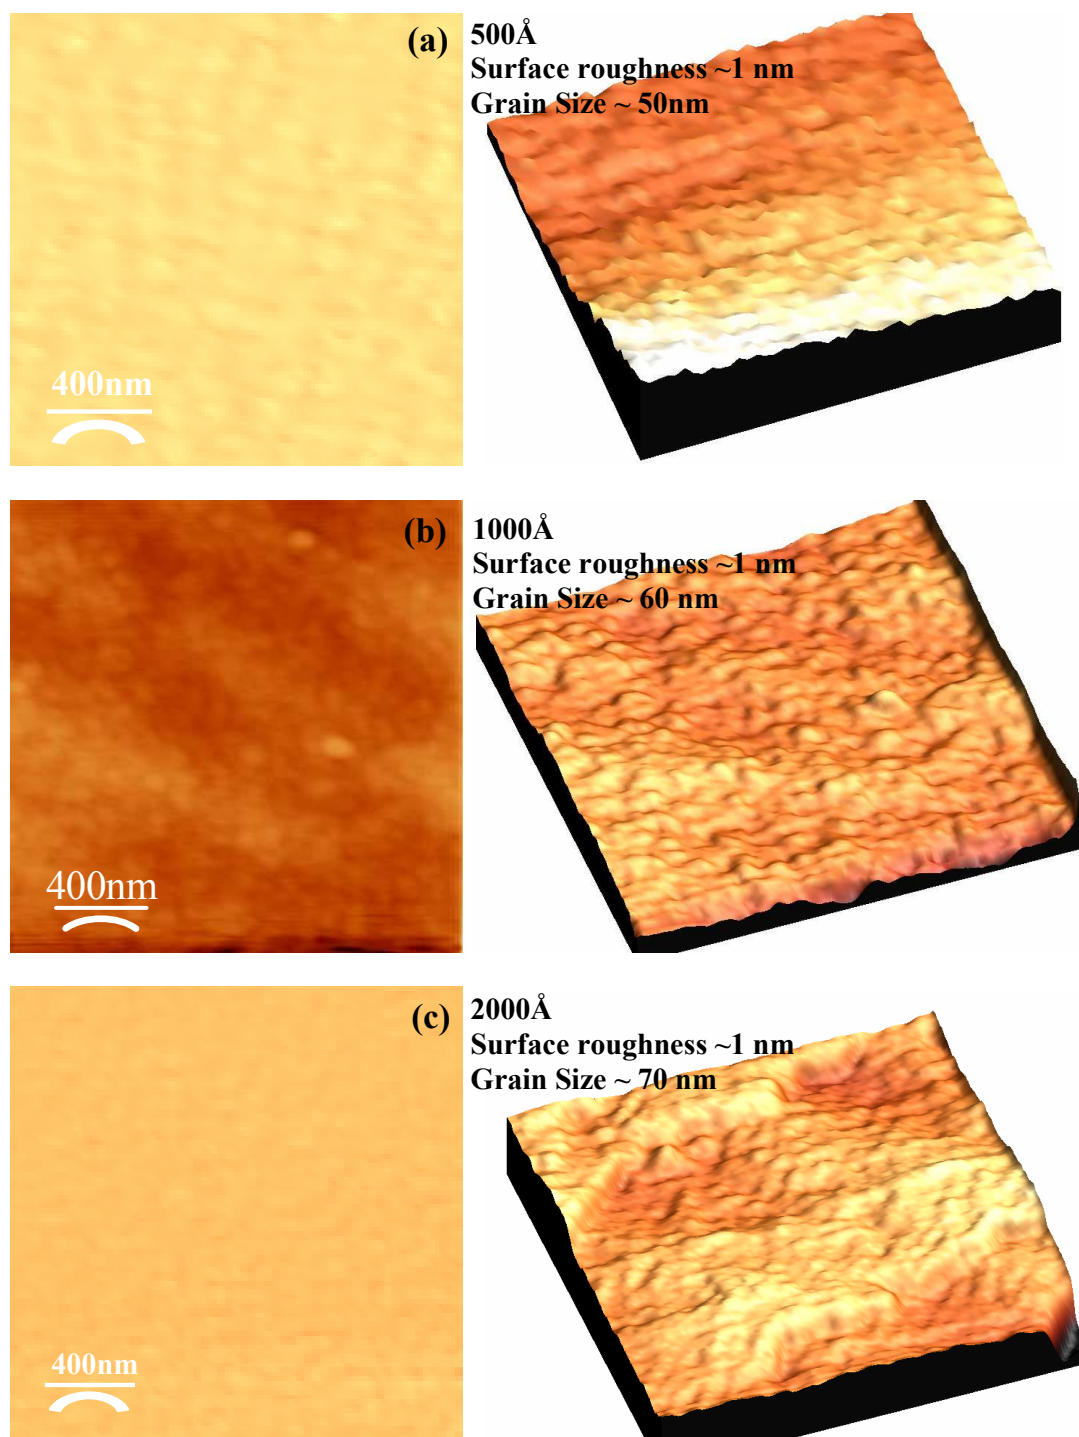 (a)
500Å
Surface roughness ~1 nm
Grain Size ~ 50nm
400nm
(b)
1000Å
Surface roughness ~1 nm
Grain Size ~ 60 nm
400nm
(c)
2000Å
Surface roughness ~1 nm
Grain Size ~ 70 nm
400nm